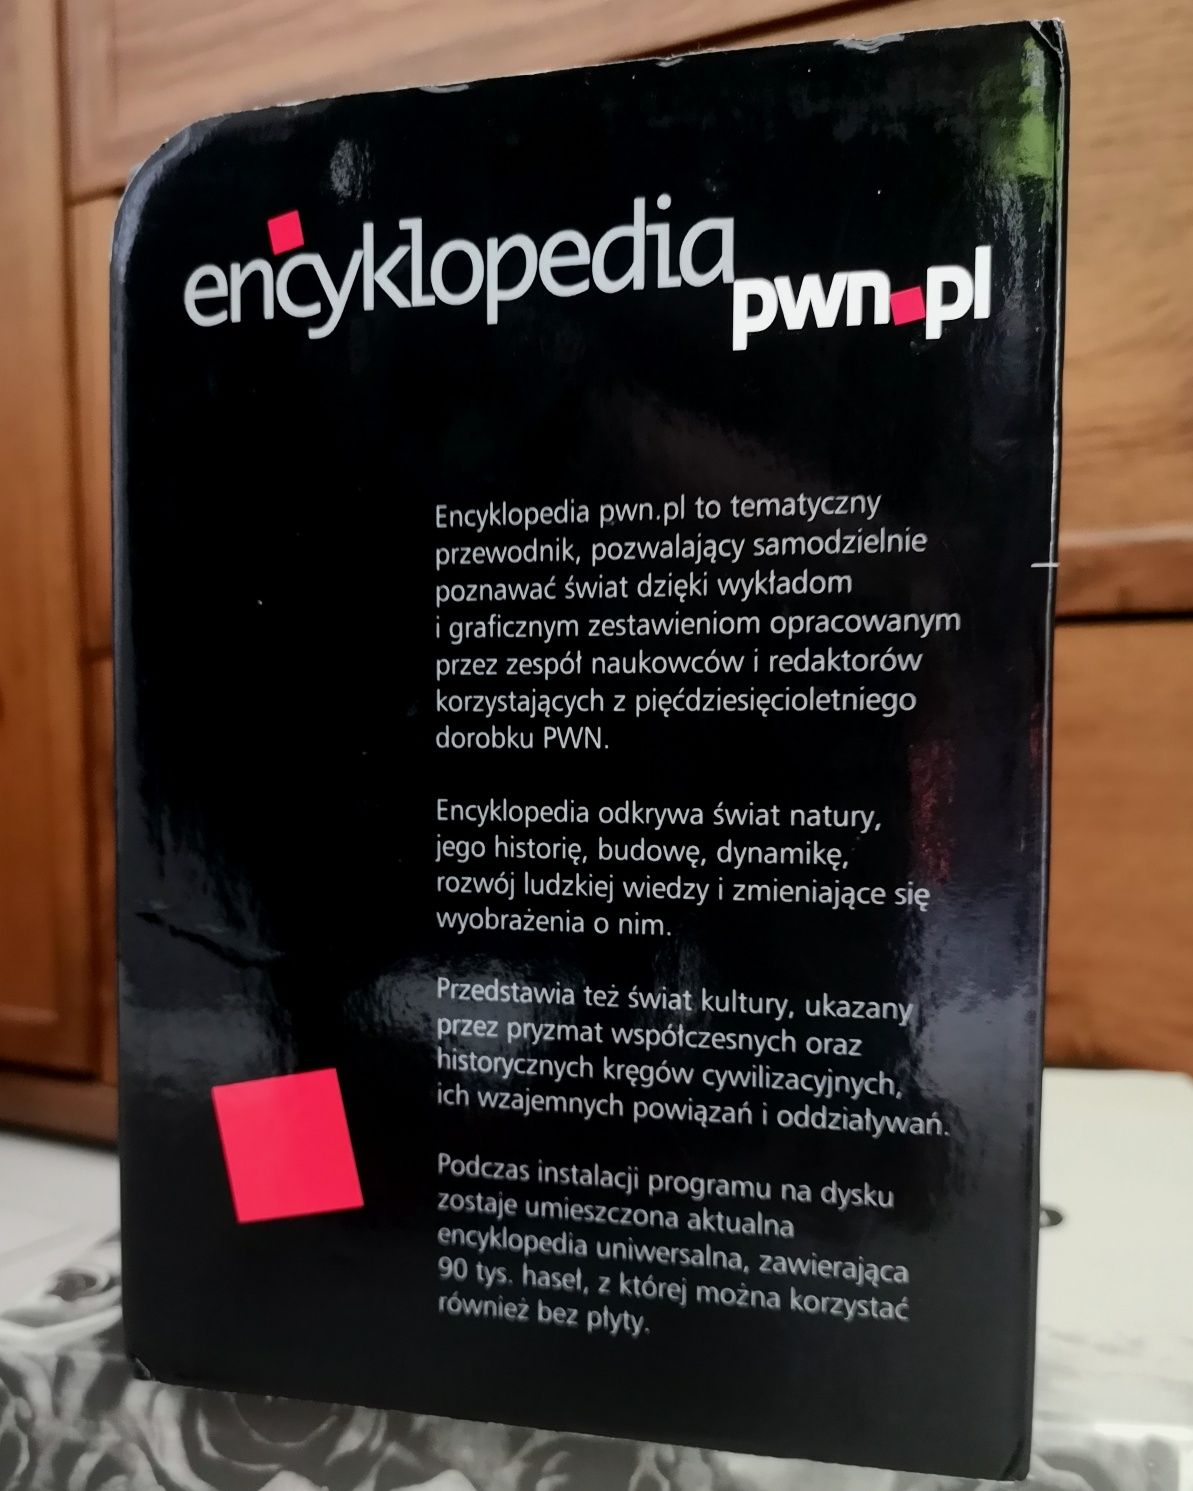 encyklopedia
pwn.pl
Encyklopedia pwn.pl to tematyczny
przewodnik, pozwalający samodzielnie
poznawać świat dzięki wykładom
i graficznym zestawieniom opracowanym
przez zespół naukowców i redaktorów
korzystających z pięćdziesięcioletniego
dorobku PWN.
Encyklopedia odkrywa świat natury,
jego historię, budowę, dynamikę,
rozwój ludzkiej wiedzy i zmieniające się
wyobrażenia o nim.
Przedstawia też świat kultury, ukazany
przez pryzmat współczesnych oraz
historycznych kręgów cywilizacyjnych,
ich wzajemnych powiązań i oddziaływań.
Podczas instalacji programu na dysku
zostaje umieszczona aktualna
encyklopedia uniwersalna, zawierająca
90 tys. haseł, z której można korzystać
również bez płyty.